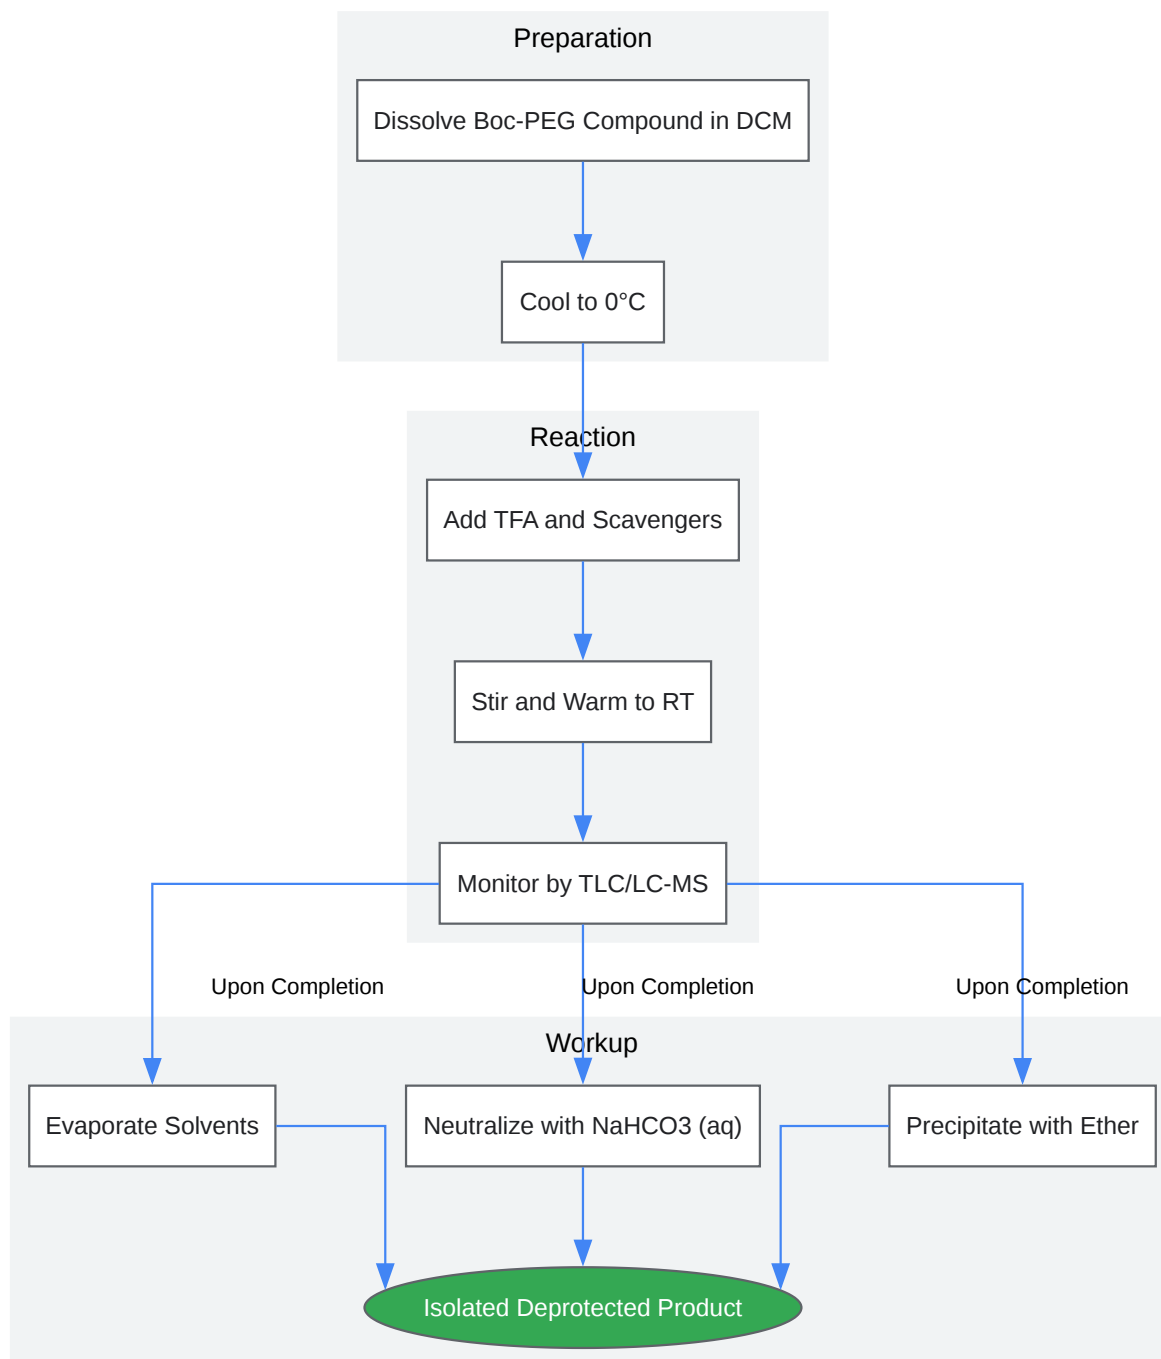 Preparation
Dissolve Boc-PEG Compound in DCM
Cool to 0°C
Reaction
Add TFA and Scavengers
Stir and Warm to RT
Monitor by TLC/LC-MS
Upon Completion
Upon Completion
Upon Completion
Workup
Evaporate Solvents
Neutralize with NaHCO3 (aq)
Precipitate with Ether
Isolated Deprotected Product